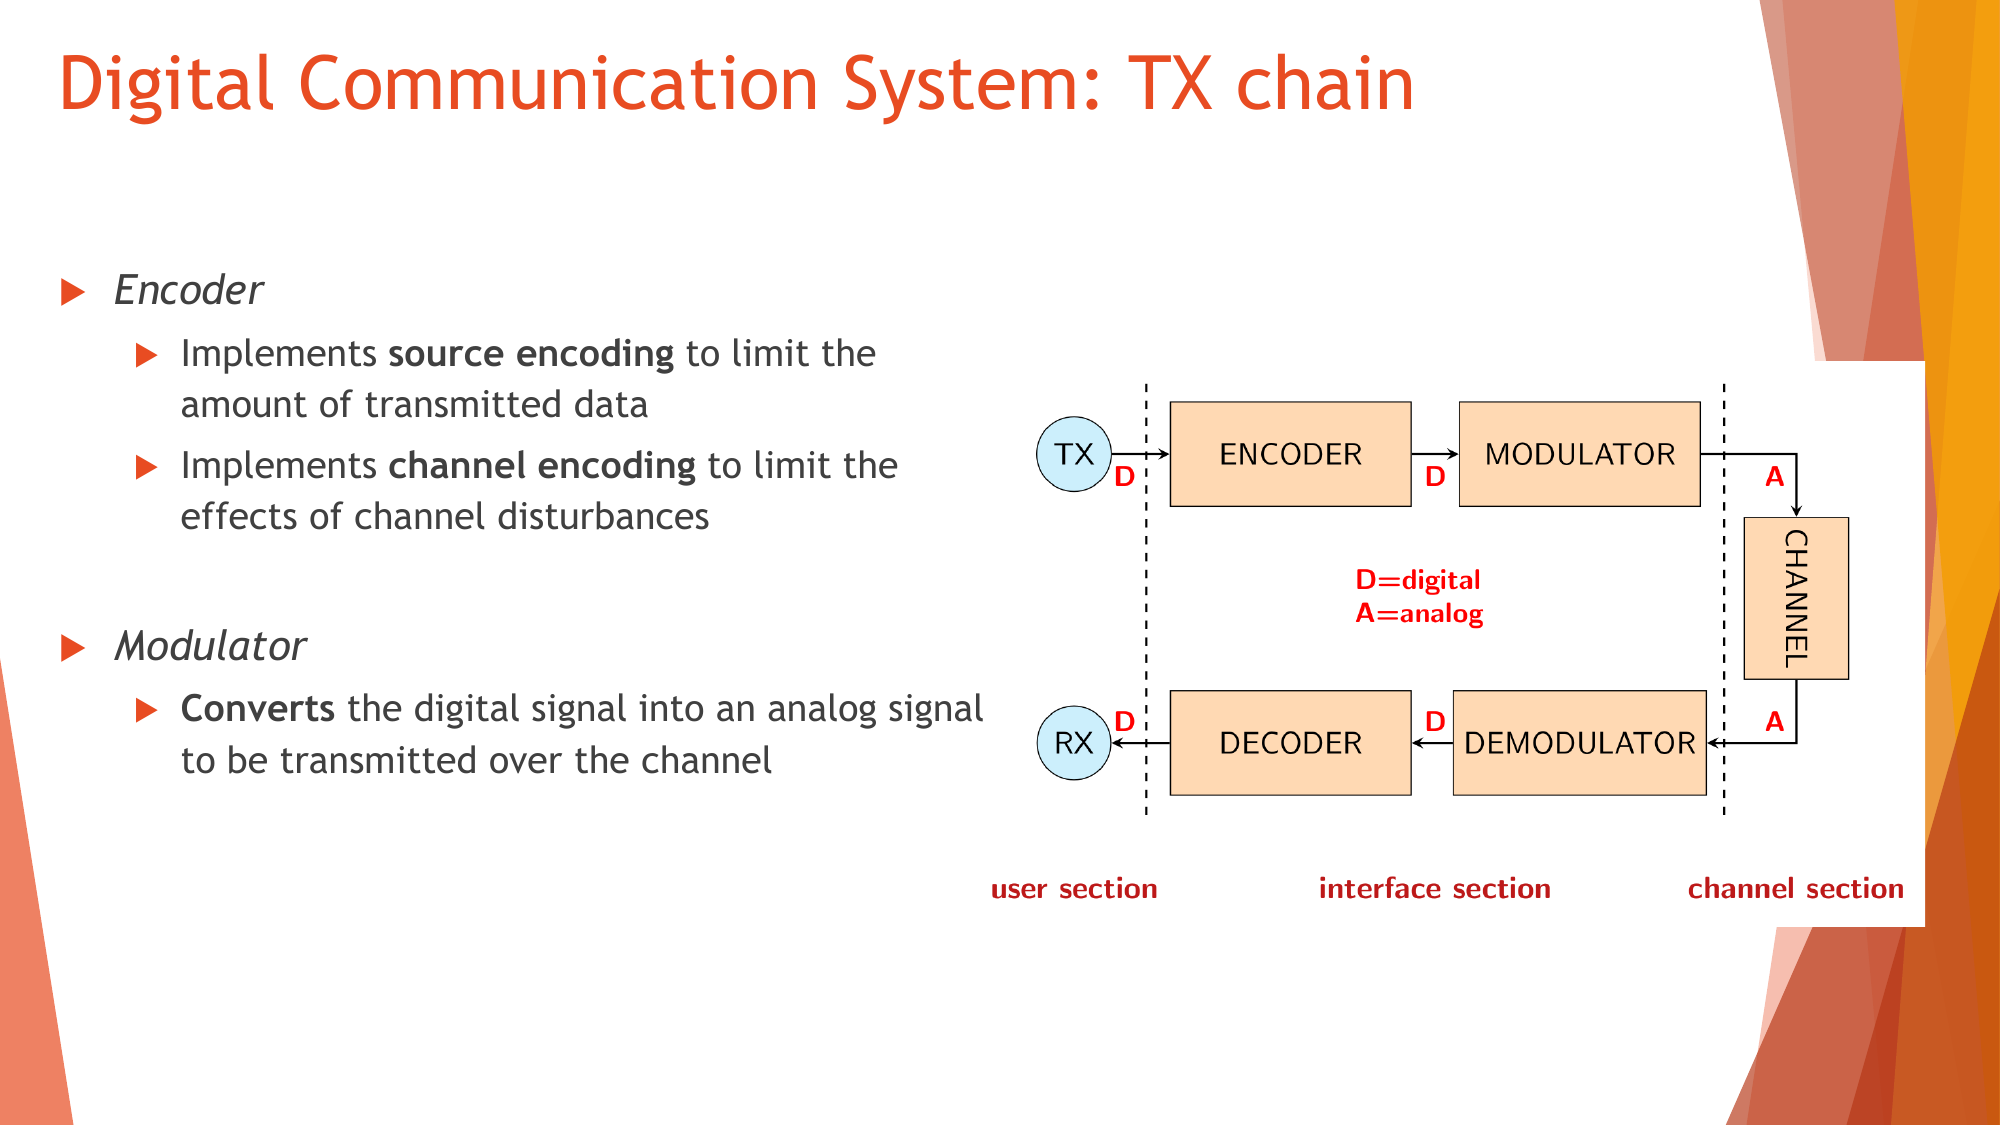 Digital Communication System: TX chain
Encoder
Implements source encoding to limit the
amount of transmitted data
Implements channel encoding to limit the
effects of channel disturbances
Modulator
Converts the digital signal into an analog signal
to be transmitted over the channel
TX
D
ENCODER
D
MODULATOR
A
CHANNEL
D=digital
A=analog
RX
D
DECODER
D
DEMODULATOR
A
user section
interface section
channel section